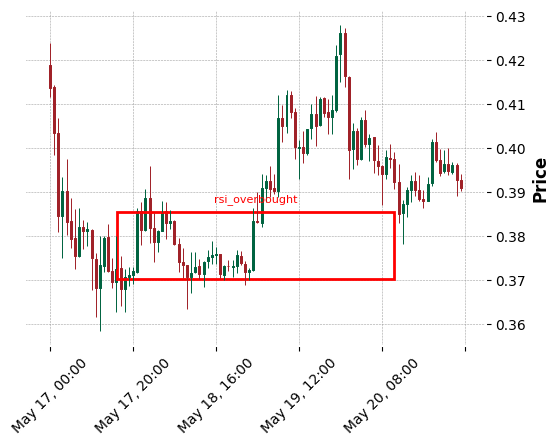 0.43
0.42
0.41
0.40
0.39
0.38
0.37
0.36
Price
rsi_overbought
May 17, 00:00
May 17, 20:00
May 18, 16:00
May 19, 12:00
May 20, 08:00